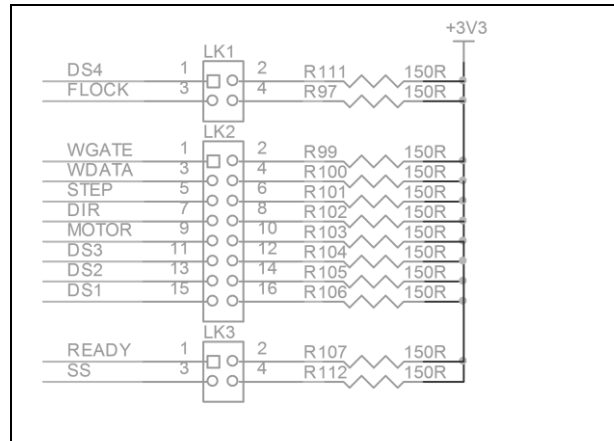 +3V3
LK1
DS4 1 2 R111 150R
FLOCK 3 4 R97 150R
LK2
WGATE 1 2 R99 150R
WDATA 3 4 R100 150R
STEP 5 6 R101 150R
DIR 7 8 R102 150R
MOTOR 9 10 R103 150R
DS3 11 12 R104 150R
DS2 13 14 R105 150R
DS1 15 16 R106 150R
LK3
READY 1 2 R107 150R
SS 3 4 R112 150R